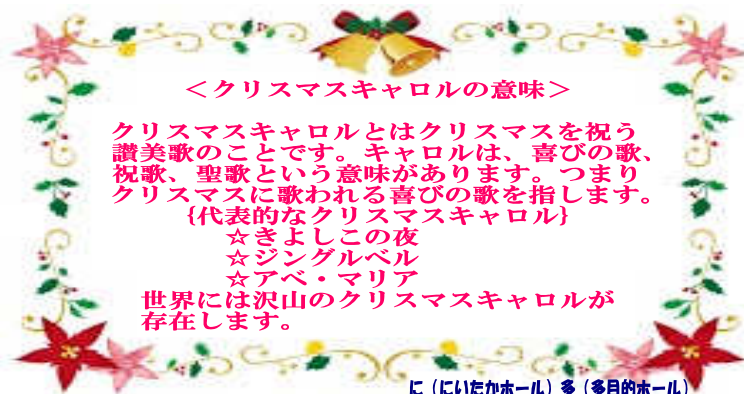 ＜クリスマスキャロルの意味＞
クリスマスキャロルとはクリスマスを祝う
讃美歌のことです。キャロルは、喜びの歌、
祝歌、聖歌という意味があります。つまり
クリスマスに歌われる喜びの歌を指します。
{代表的なクリスマスキャロル}
☆きよしこの夜
☆ジングルベル
☆アベ・マリア
世界には沢山のクリスマスキャロルが
存在します。
に（にいたかホール）多（多目的ホール）